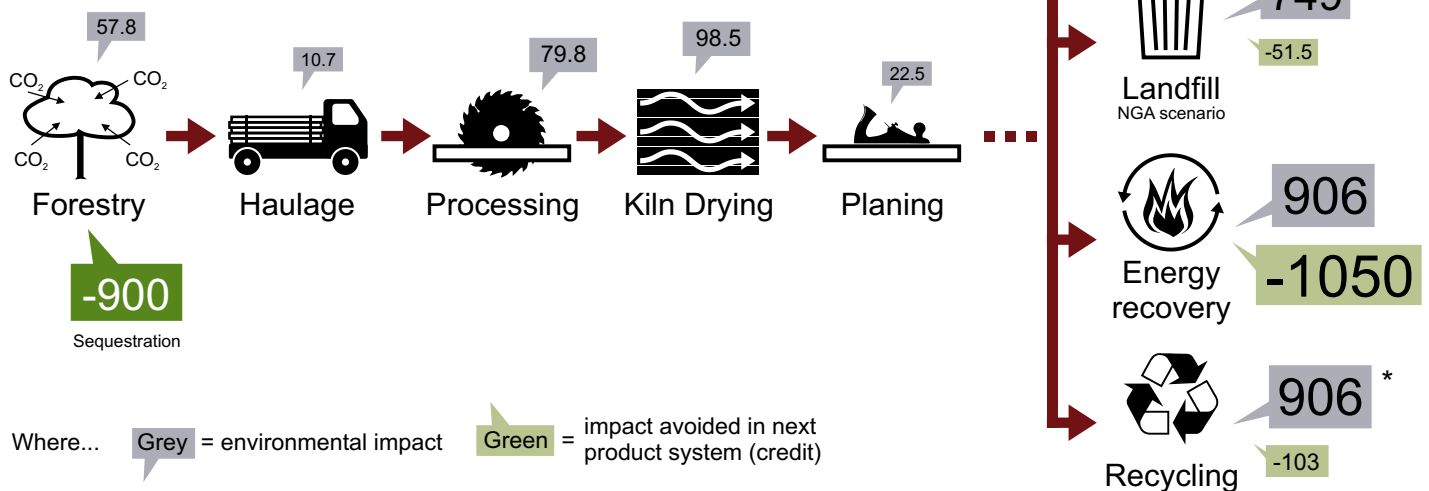 57.8
CO₂
CO₂
CO₂
CO₂
Forestry
-900
Sequestration
10.7
Haulage
79.8
Processing
98.5
Kiln Drying
22.5
Planing
749
-51.5
Landfill
NGA scenario
906
-1050
Energy
recovery
906 *
-103
Recycling
Where... Grey = environmental impact
Green = impact avoided in next
product system (credit)